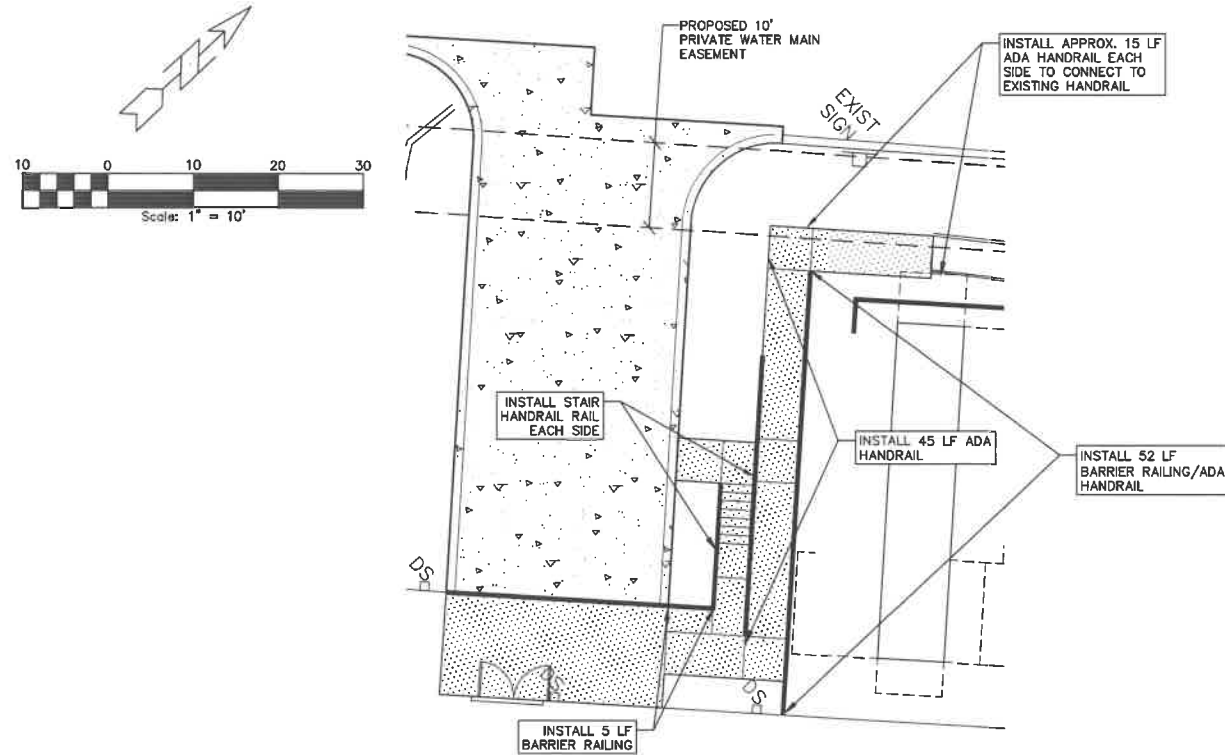 PROPOSED 10'
PRIVATE WATER MAIN
EASEMENT
INSTALL APPROX. 15 LF
ADA HANDRAIL EACH
SIDE TO CONNECT TO
EXISTING HANDRAIL
EXIST
SIGN
N
10 0 10 20 30
Scale: 1" = 10'
INSTALL STAIR
HANDRAIL RAIL
EACH SIDE
INSTALL 45 LF ADA
HANDRAIL
INSTALL 52 LF
BARRIER RAILING/ADA
HANDRAIL
DS
DS
DS
INSTALL 5 LF
BARRIER RAILING